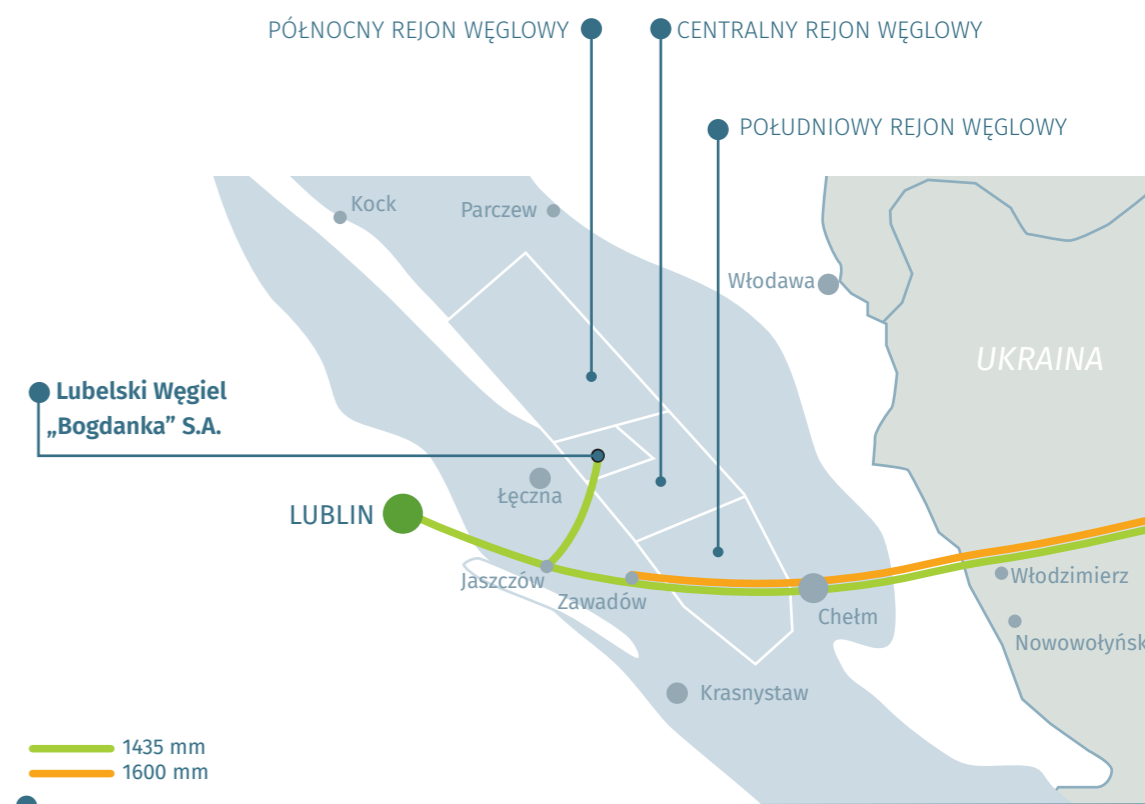 PÓŁNOCNY REJON WĘGLOWY
CENTRALNY REJON WĘGLOWY
POŁUDNIOWY REJON WĘGLOWY
Kock
Parczew
Włodawa
UKRAINA
Lubelski Węgiel
„Bogdanka” S.A.
Łęczna
LUBLIN
Jaszczów
Zawadów
Chełm
Włodzimierz
Nowowołyńsk
Krasnystaw
1435 mm
1600 mm